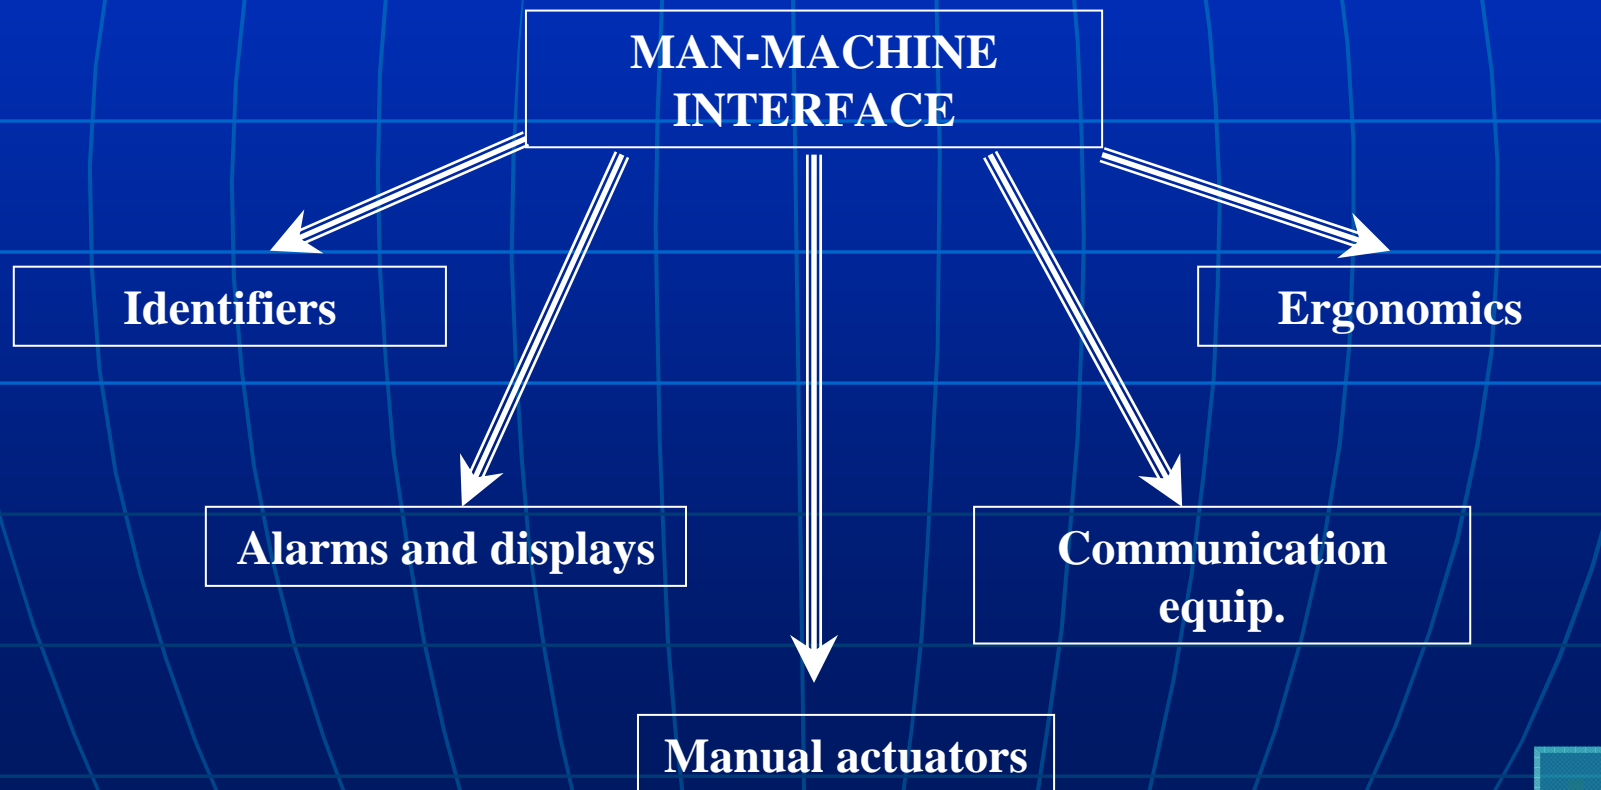 MAN-MACHINE
INTERFACE
Identifiers
Ergonomics
Alarms and displays
Communication
equip.
Manual actuators